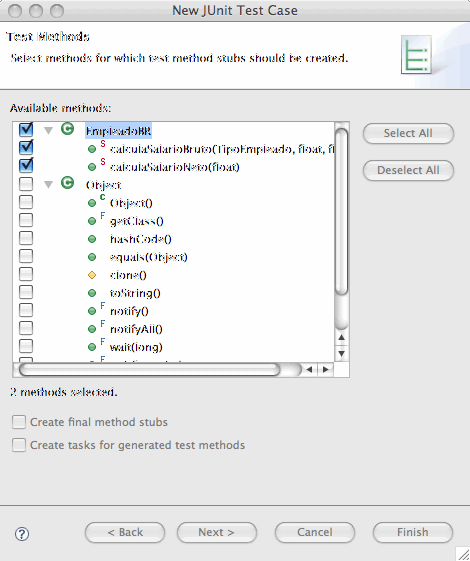 New JUnit Test Case
Test Methods
Select methods for which test method stubs should be created.
Available methods:
EmpleadoBR
calculaSalarioBruto(TipoEmpleado, float, f
calculaSalarioNeto(float)
Object
Object()
getClass()
hashCode()
equals(Object)
clone()
toString()
notify()
notifyAll()
wait(long)
Select All
Deselect All
2 methods selected.
Create final method stubs
Create tasks for generated test methods
?
< Back
Next >
Cancel
Finish